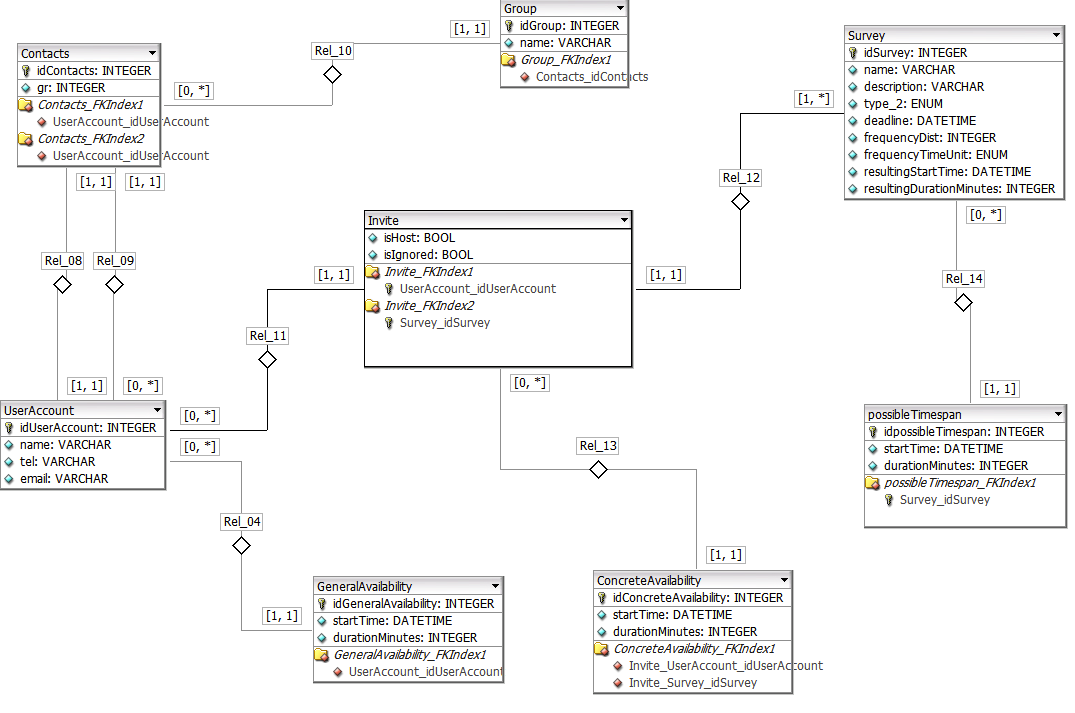 Group
idGroup: INTEGER
name: VARCHAR
Group_FKIndex1
Contacts_idContacts
[1, 1]
Rel_10
[0, *]
Contacts
idContacts: INTEGER
gr: INTEGER
Contacts_FKIndex1
UserAccount_idUserAccount
Contacts_FKIndex2
UserAccount_idUserAccount
[1, 1]
[1, 1]
Survey
idSurvey: INTEGER
name: VARCHAR
description: VARCHAR
type_2: ENUM
deadline: DATETIME
frequencyDist: INTEGER
frequencyTimeUnit: ENUM
resultingStartTime: DATETIME
resultingDurationMinutes: INTEGER
[1, *]
Rel_12
[0, *]
Invite
isHost: BOOL
isIgnored: BOOL
Invite_FKIndex1
UserAccount_idUserAccount
Invite_FKIndex2
Survey_idSurvey
[1, 1]
[1, 1]
Rel_08
Rel_09
Rel_14
Rel_11
[0, *]
[1, 1]
[0, *]
[1, 1]
UserAccount
idUserAccount: INTEGER
name: VARCHAR
tel: VARCHAR
email: VARCHAR
[0, *]
[0, *]
possibleTimespan
idpossibleTimespan: INTEGER
startTime: DATETIME
durationMinutes: INTEGER
possibleTimespan_FKIndex1
Survey_idSurvey
Rel_13
Rel_04
[1, 1]
[1, 1]
GeneralAvailability
idGeneralAvailability: INTEGER
startTime: DATETIME
durationMinutes: INTEGER
GeneralAvailability_FKIndex1
UserAccount_idUserAccount
ConcreteAvailability
idConcreteAvailability: INTEGER
startTime: DATETIME
durationMinutes: INTEGER
ConcreteAvailability_FKIndex1
Invite_UserAccount_idUserAccount
Invite_Survey_idSurvey